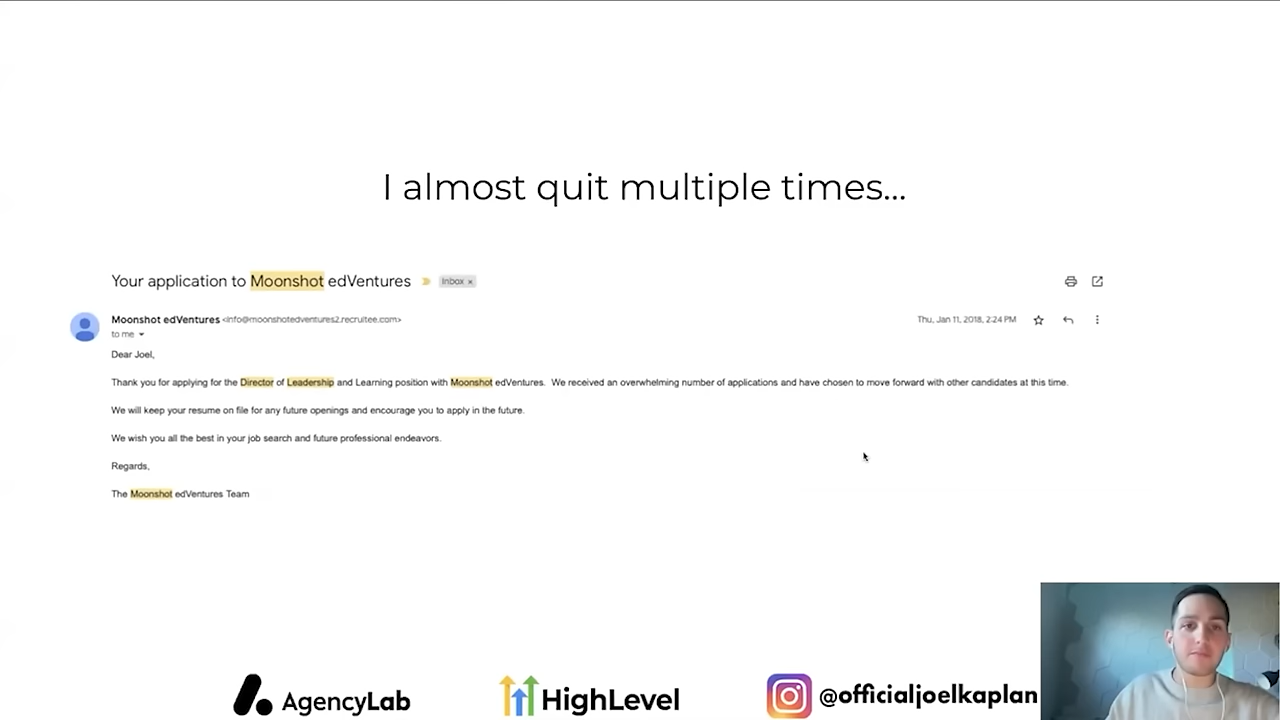 I almost quit multiple times...
Your application to Moonshot edVentures Inbox x
Moonshot edVentures <info@moonshotedventures2.recruitee.com> Thu, Jan 11, 2018, 2:24 PM
to me
Dear Joel,
Thank you for applying for the Director of Leadership and Learning position with Moonshot edVentures. We received an overwhelming number of applications and have chosen to move forward with other candidates at this time.
We will keep your resume on file for any future openings and encourage you to apply in the future.
We wish you all the best in your job search and future professional endeavors.
Regards,
The Moonshot edVentures Team
AgencyLab HighLevel @officialjoelkaplan